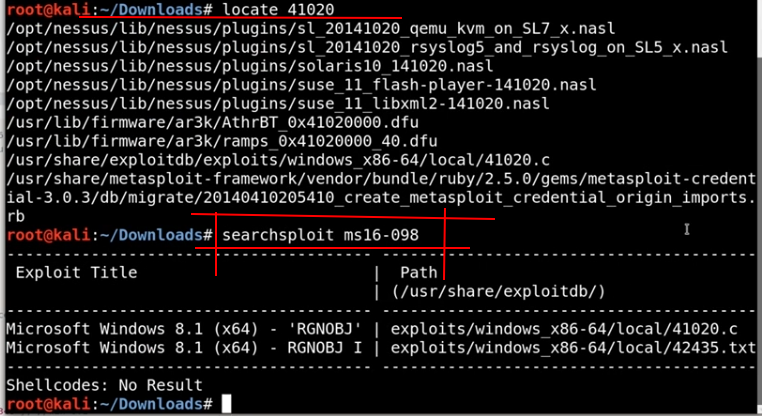 root@kali:~/Downloads# locate 41020
/opt/nessus/lib/nessus/plugins/sl_20141020_qemu_kvm_on_SL7_x.nasl
/opt/nessus/lib/nessus/plugins/sl_20141020_rsyslog5_and_rsyslog_on_SL5_x.nasl
/opt/nessus/lib/nessus/plugins/solaris10_141020.nasl
/opt/nessus/lib/nessus/plugins/suse_11_flash-player-141020.nasl
/opt/nessus/lib/nessus/plugins/suse_11_libxml2-141020.nasl
/usr/lib/firmware/ar3k/AthrBT_0x41020000.dfu
/usr/lib/firmware/ar3k/ramps_0x41020000_40.dfu
/usr/share/exploitdb/exploits/windows_x86-64/local/41020.c
/usr/share/metasploit-framework/vendor/bundle/ruby/2.5.0/gems/metasploit-credent
ial-3.0.3/db/migrate/20140410205410_create_metasploit_credential_origin_imports.
rb
root@kali:~/Downloads# searchsploit ms16-098
--------------------------------------- ----------------------------------------
 Exploit Title | Path
 | (/usr/share/exploitdb/)
--------------------------------------- ----------------------------------------
Microsoft Windows 8.1 (x64) - 'RGNOBJ' | exploits/windows_x86-64/local/41020.c
Microsoft Windows 8.1 (x64) - RGNOBJ I | exploits/windows_x86-64/local/42435.txt
--------------------------------------- ----------------------------------------
Shellcodes: No Result
root@kali:~/Downloads#